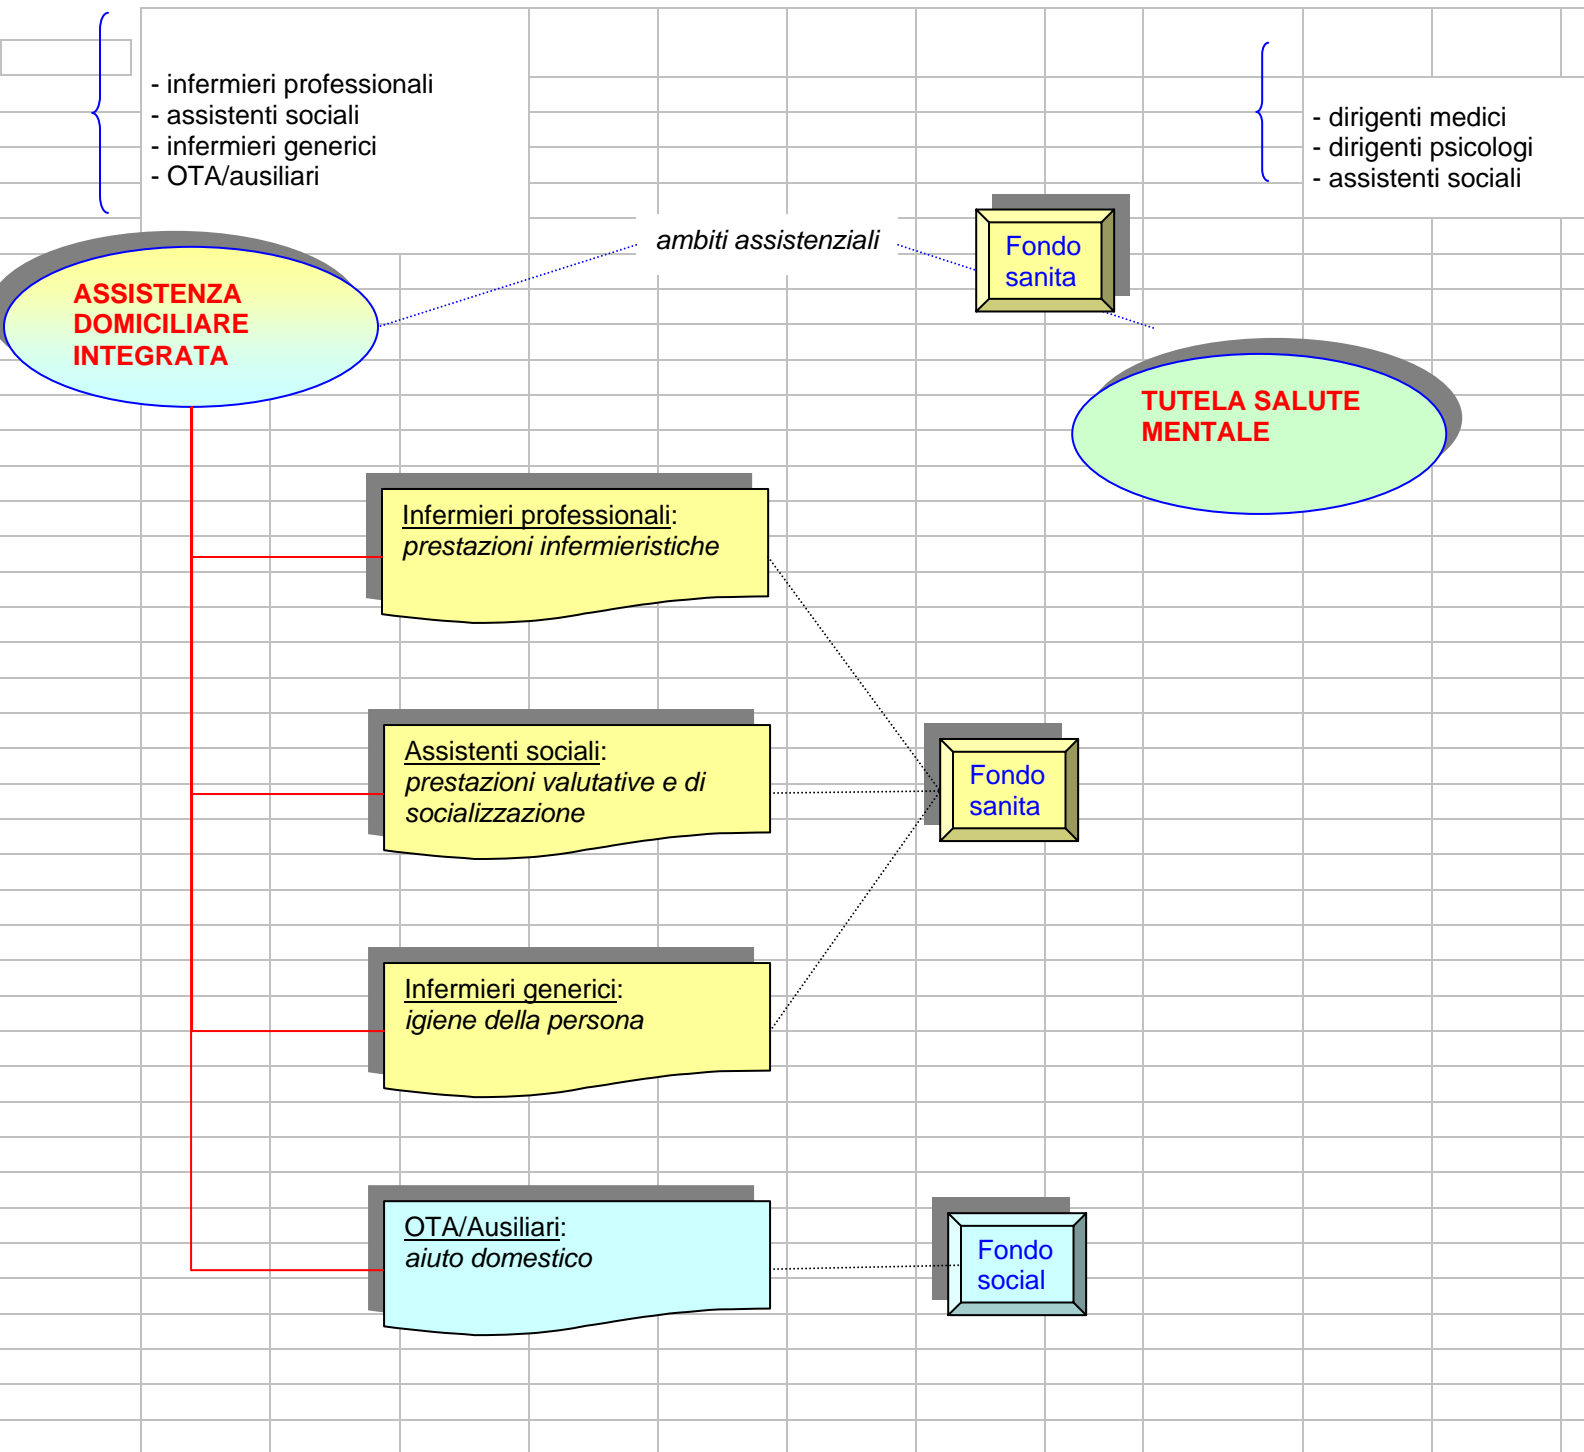 - infermieri professionali
- assistenti sociali
- infermieri generici
- OTA/ausiliari
- dirigenti medici
- dirigenti psicologi
- assistenti sociali
ambiti assistenziali
Fondo
sanita
ASSISTENZA
DOMICILIARE
INTEGRATA
TUTELA SALUTE
MENTALE
Infermieri professionali:
prestazioni infermieristiche
Assistenti sociali:
prestazioni valutative e di
socializzazione
Fondo
sanita
Infermieri generici:
igiene della persona
OTA/Ausiliari:
aiuto domestico
Fondo
social